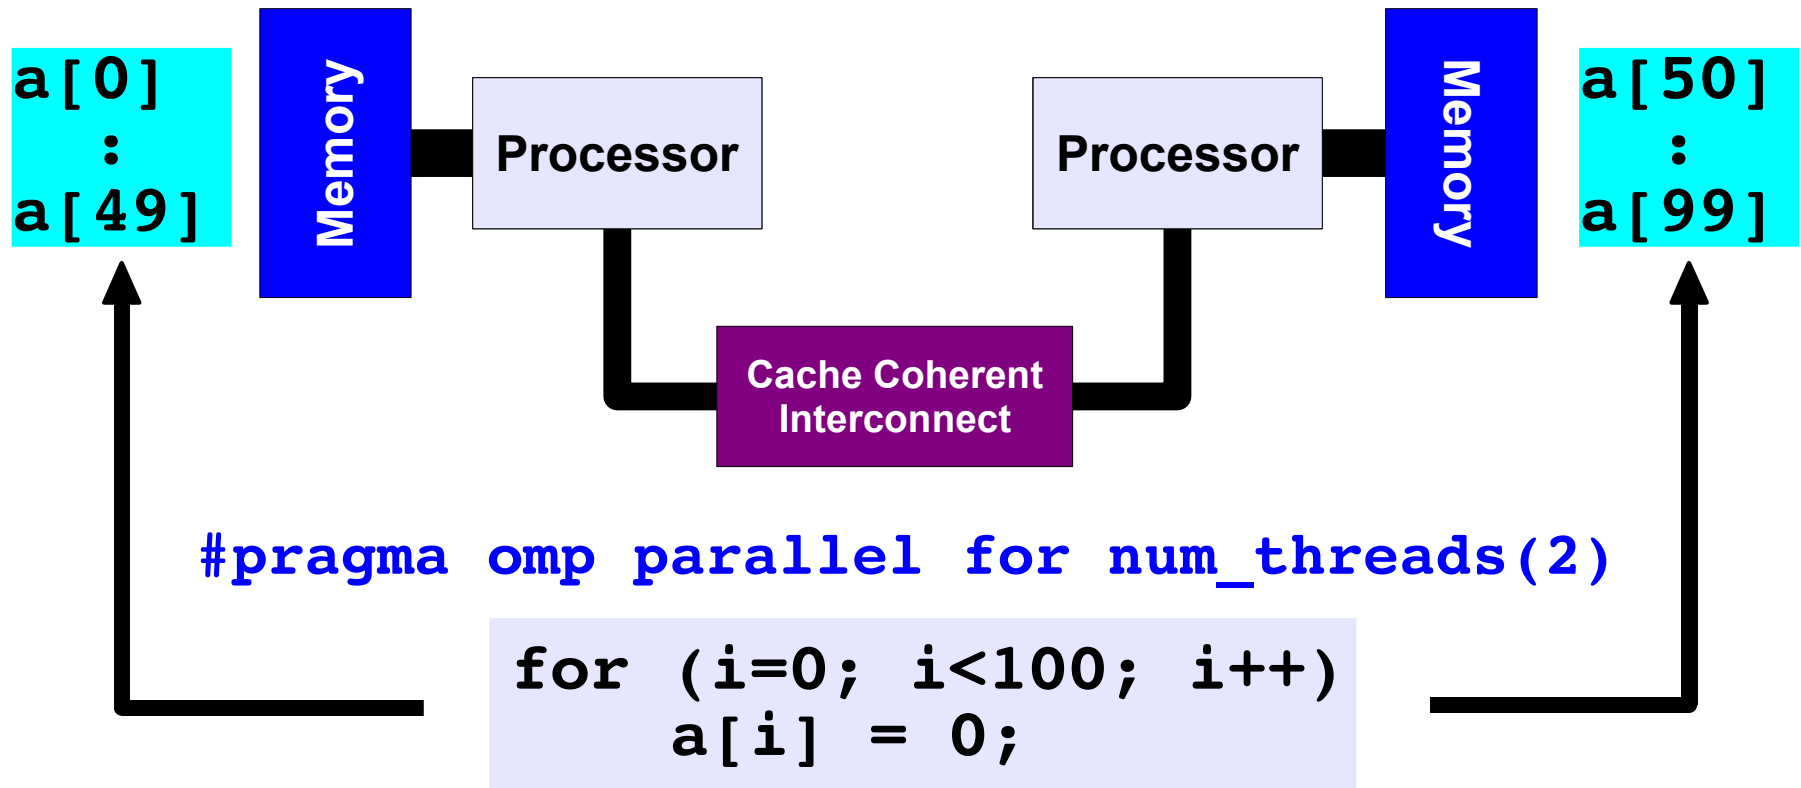 a[0]
:
a[49]
Memory
Processor
Processor
Memory
a[50]
:
a[99]
Cache Coherent
Interconnect
#pragma omp parallel for num_threads(2)
for (i=0; i<100; i++)
a[i] = 0;